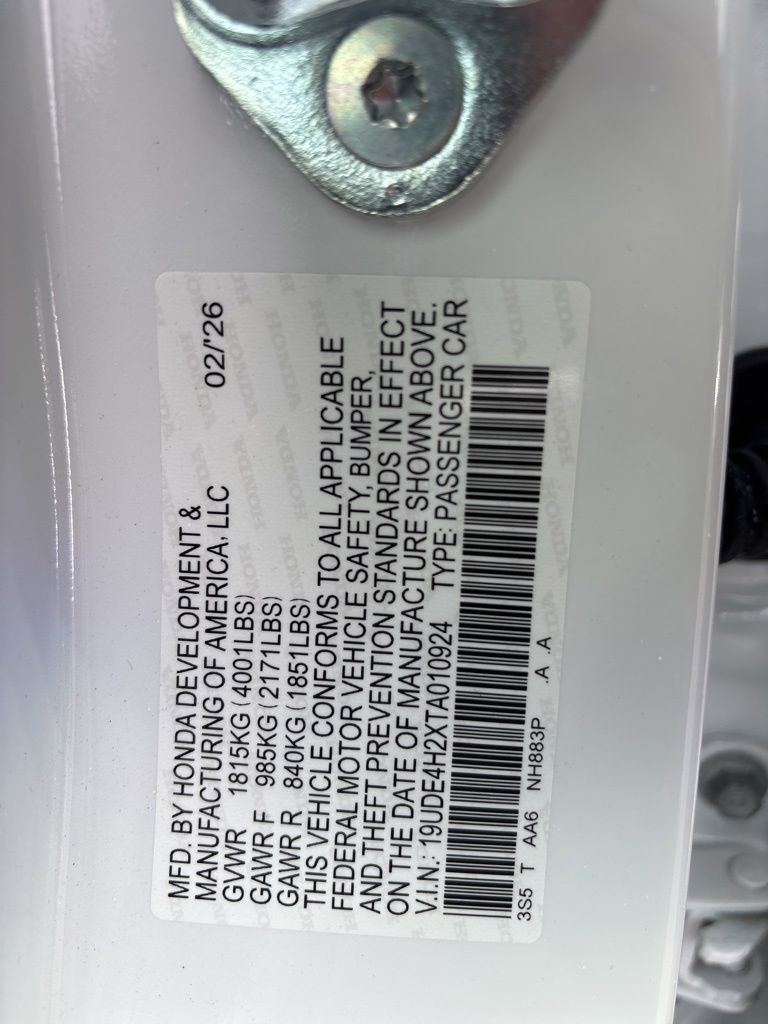 MFD. BY HONDA DEVELOPMENT &
MANUFACTURING OF AMERICA, LLC 02/'26
GVWR 1815KG (4001LBS)
GAWR F 985KG (2171LBS)
GAWR R 840KG (1851LBS)
THIS VEHICLE CONFORMS TO ALL APPLICABLE
FEDERAL MOTOR VEHICLE SAFETY, BUMPER,
AND THEFT PREVENTION STANDARDS IN EFFECT
ON THE DATE OF MANUFACTURE SHOWN ABOVE.
V.I.N.: 19UDE4H2XTA010924 TYPE: PASSENGER CAR
3S5 T AA6 NH883P .A .A
HONDA